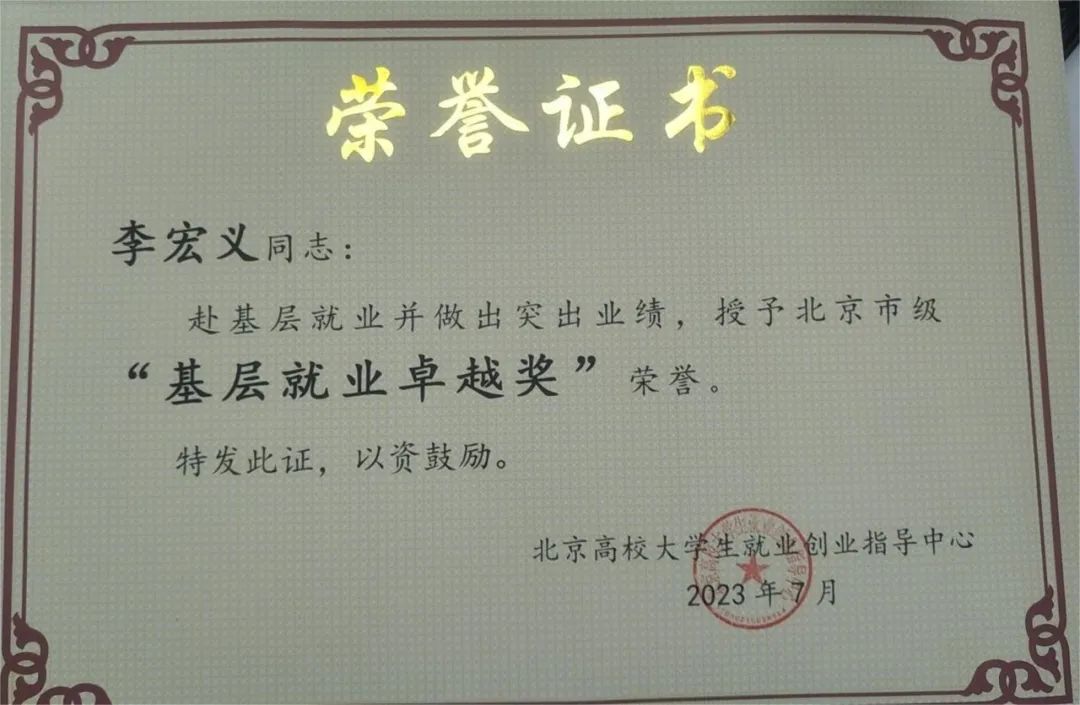 荣誉证书
李宏义同志：
赴基层就业并做出突出业绩，授予北京市级
“基层就业卓越奖”荣誉。
特发此证，以资鼓励。
北京高校大学生就业创业指导中心
2023年7月